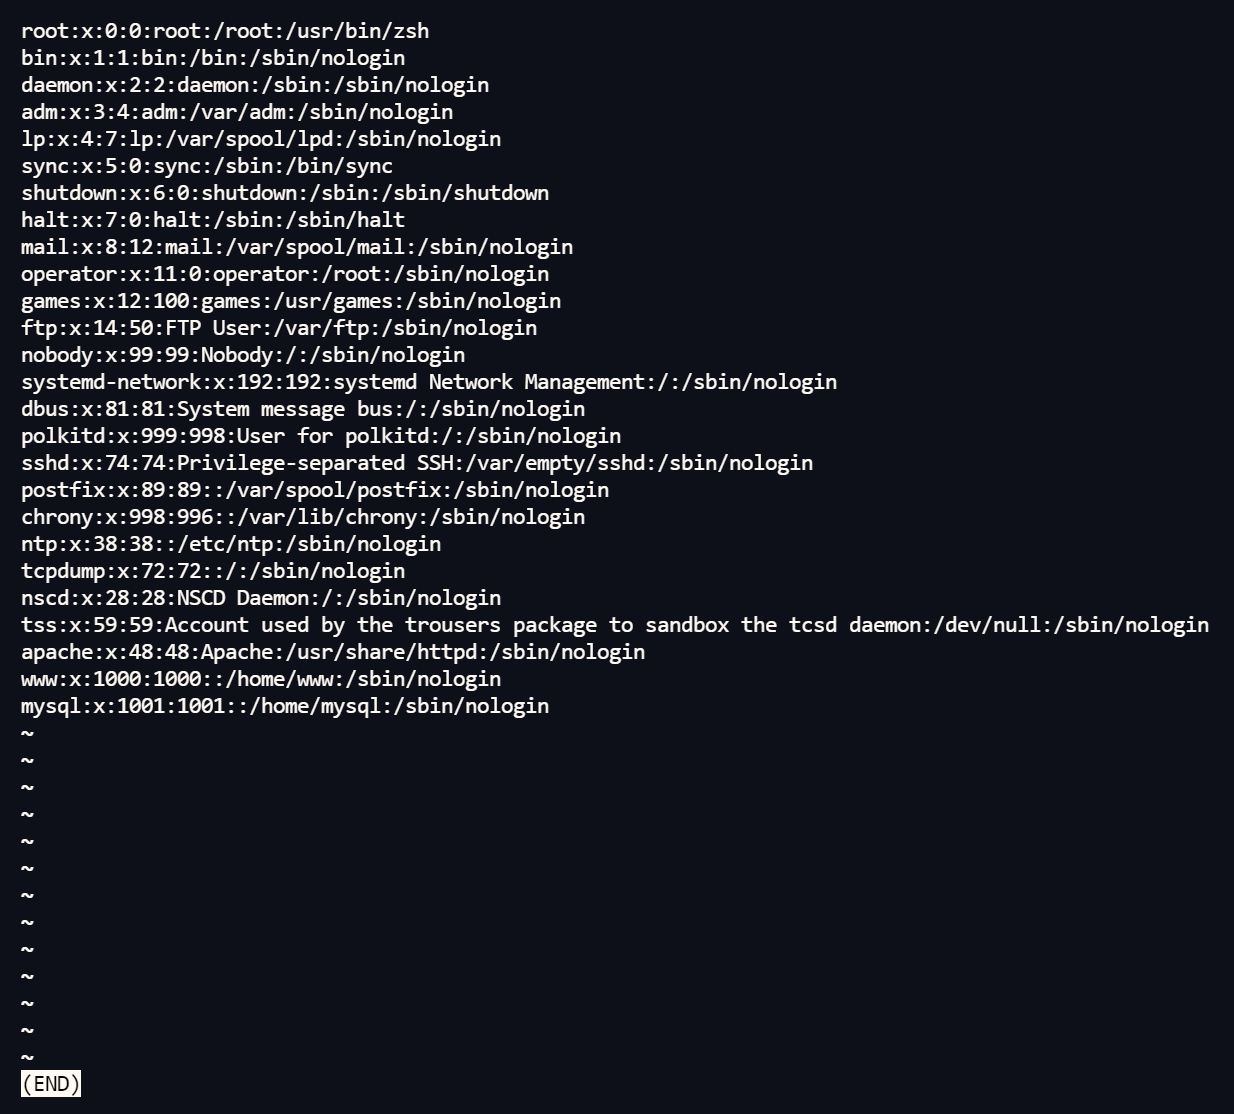 root:x:0:0:root:/root:/usr/bin/zsh
bin:x:1:1:bin:/bin:/sbin/nologin
daemon:x:2:2:daemon:/sbin:/sbin/nologin
adm:x:3:4:adm:/var/adm:/sbin/nologin
lp:x:4:7:lp:/var/spool/lpd:/sbin/nologin
sync:x:5:0:sync:/sbin:/bin/sync
shutdown:x:6:0:shutdown:/sbin:/sbin/shutdown
halt:x:7:0:halt:/sbin:/sbin/halt
mail:x:8:12:mail:/var/spool/mail:/sbin/nologin
operator:x:11:0:operator:/root:/sbin/nologin
games:x:12:100:games:/usr/games:/sbin/nologin
ftp:x:14:50:FTP User:/var/ftp:/sbin/nologin
nobody:x:99:99:Nobody:/:/sbin/nologin
systemd-network:x:192:192:systemd Network Management:/:/sbin/nologin
dbus:x:81:81:System message bus:/:/sbin/nologin
polkitd:x:999:998:User for polkitd:/:/sbin/nologin
sshd:x:74:74:Privilege-separated SSH:/var/empty/sshd:/sbin/nologin
postfix:x:89:89::/var/spool/postfix:/sbin/nologin
chrony:x:998:996::/var/lib/chrony:/sbin/nologin
ntp:x:38:38::/etc/ntp:/sbin/nologin
tcpdump:x:72:72::/:/sbin/nologin
nscd:x:28:28:NSCD Daemon:/:/sbin/nologin
tss:x:59:59:Account used by the trousers package to sandbox the tcsd daemon:/dev/null:/sbin/nologin
apache:x:48:48:Apache:/usr/share/httpd:/sbin/nologin
www:x:1000:1000::/home/www:/sbin/nologin
mysql:x:1001:1001::/home/mysql:/sbin/nologin
~
~
~
~
~
~
~
~
~
~
~
~
~
(END)